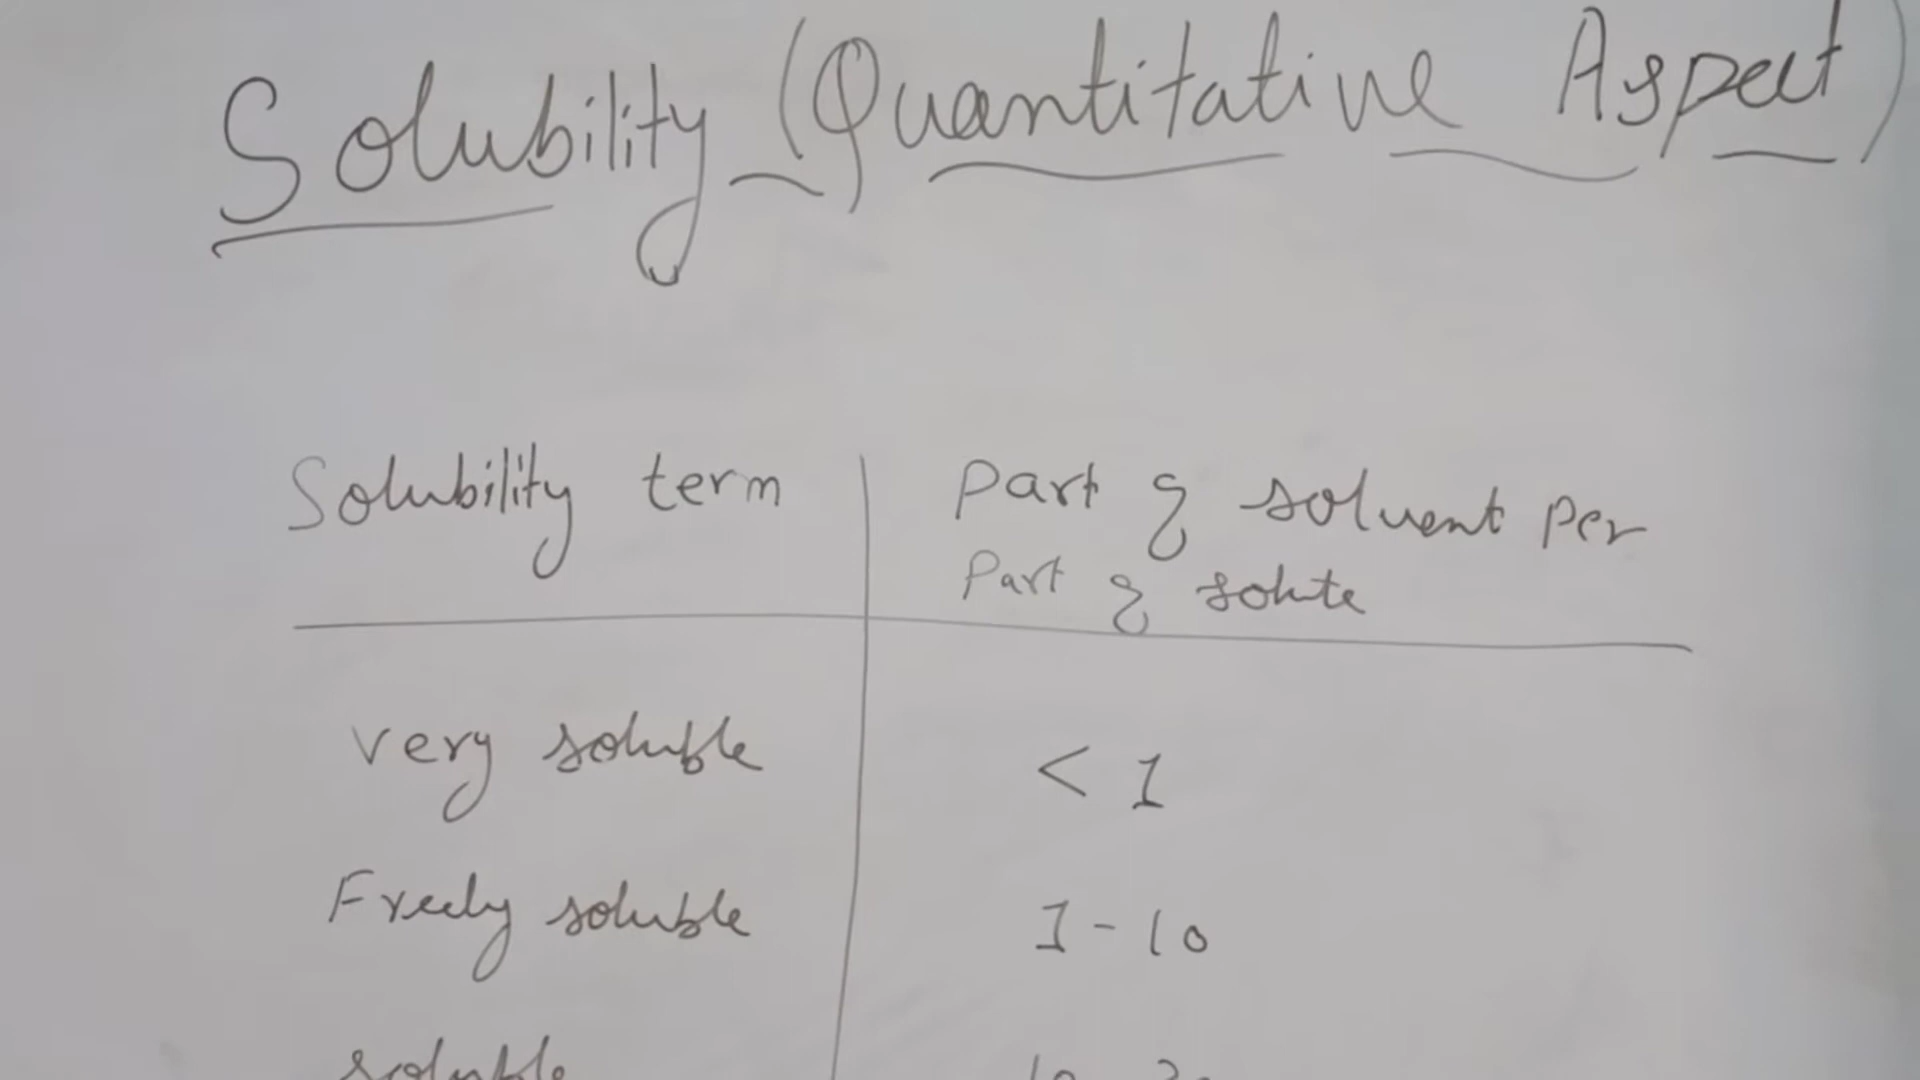 Solubility (Quantitative Aspect)
Solubility term
Part of solvent per
Part of solute
very soluble
< 1
Freely soluble
1-10
soluble